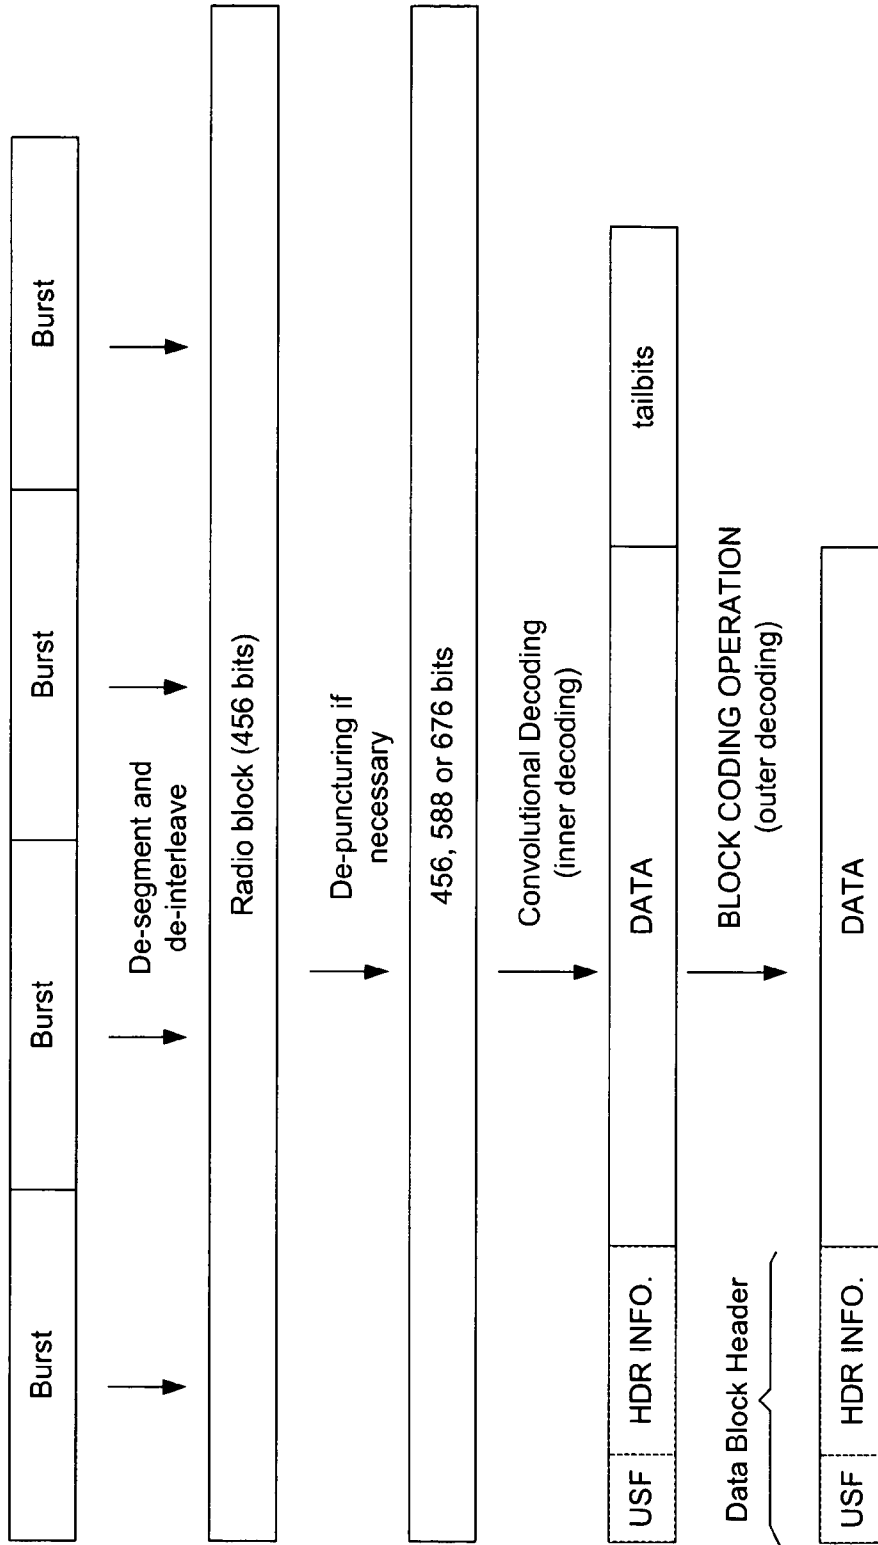 Burst
Burst
Burst
Burst
De-segment and
de-interleave
Radio block (456 bits)
De-puncturing if
necessary
456, 588 or 676 bits
Convolutional Decoding
(inner decoding)
USF
HDR INFO.
DATA
tailbits
Data Block Header
BLOCK CODING OPERATION
(outer decoding)
USF
HDR INFO.
DATA